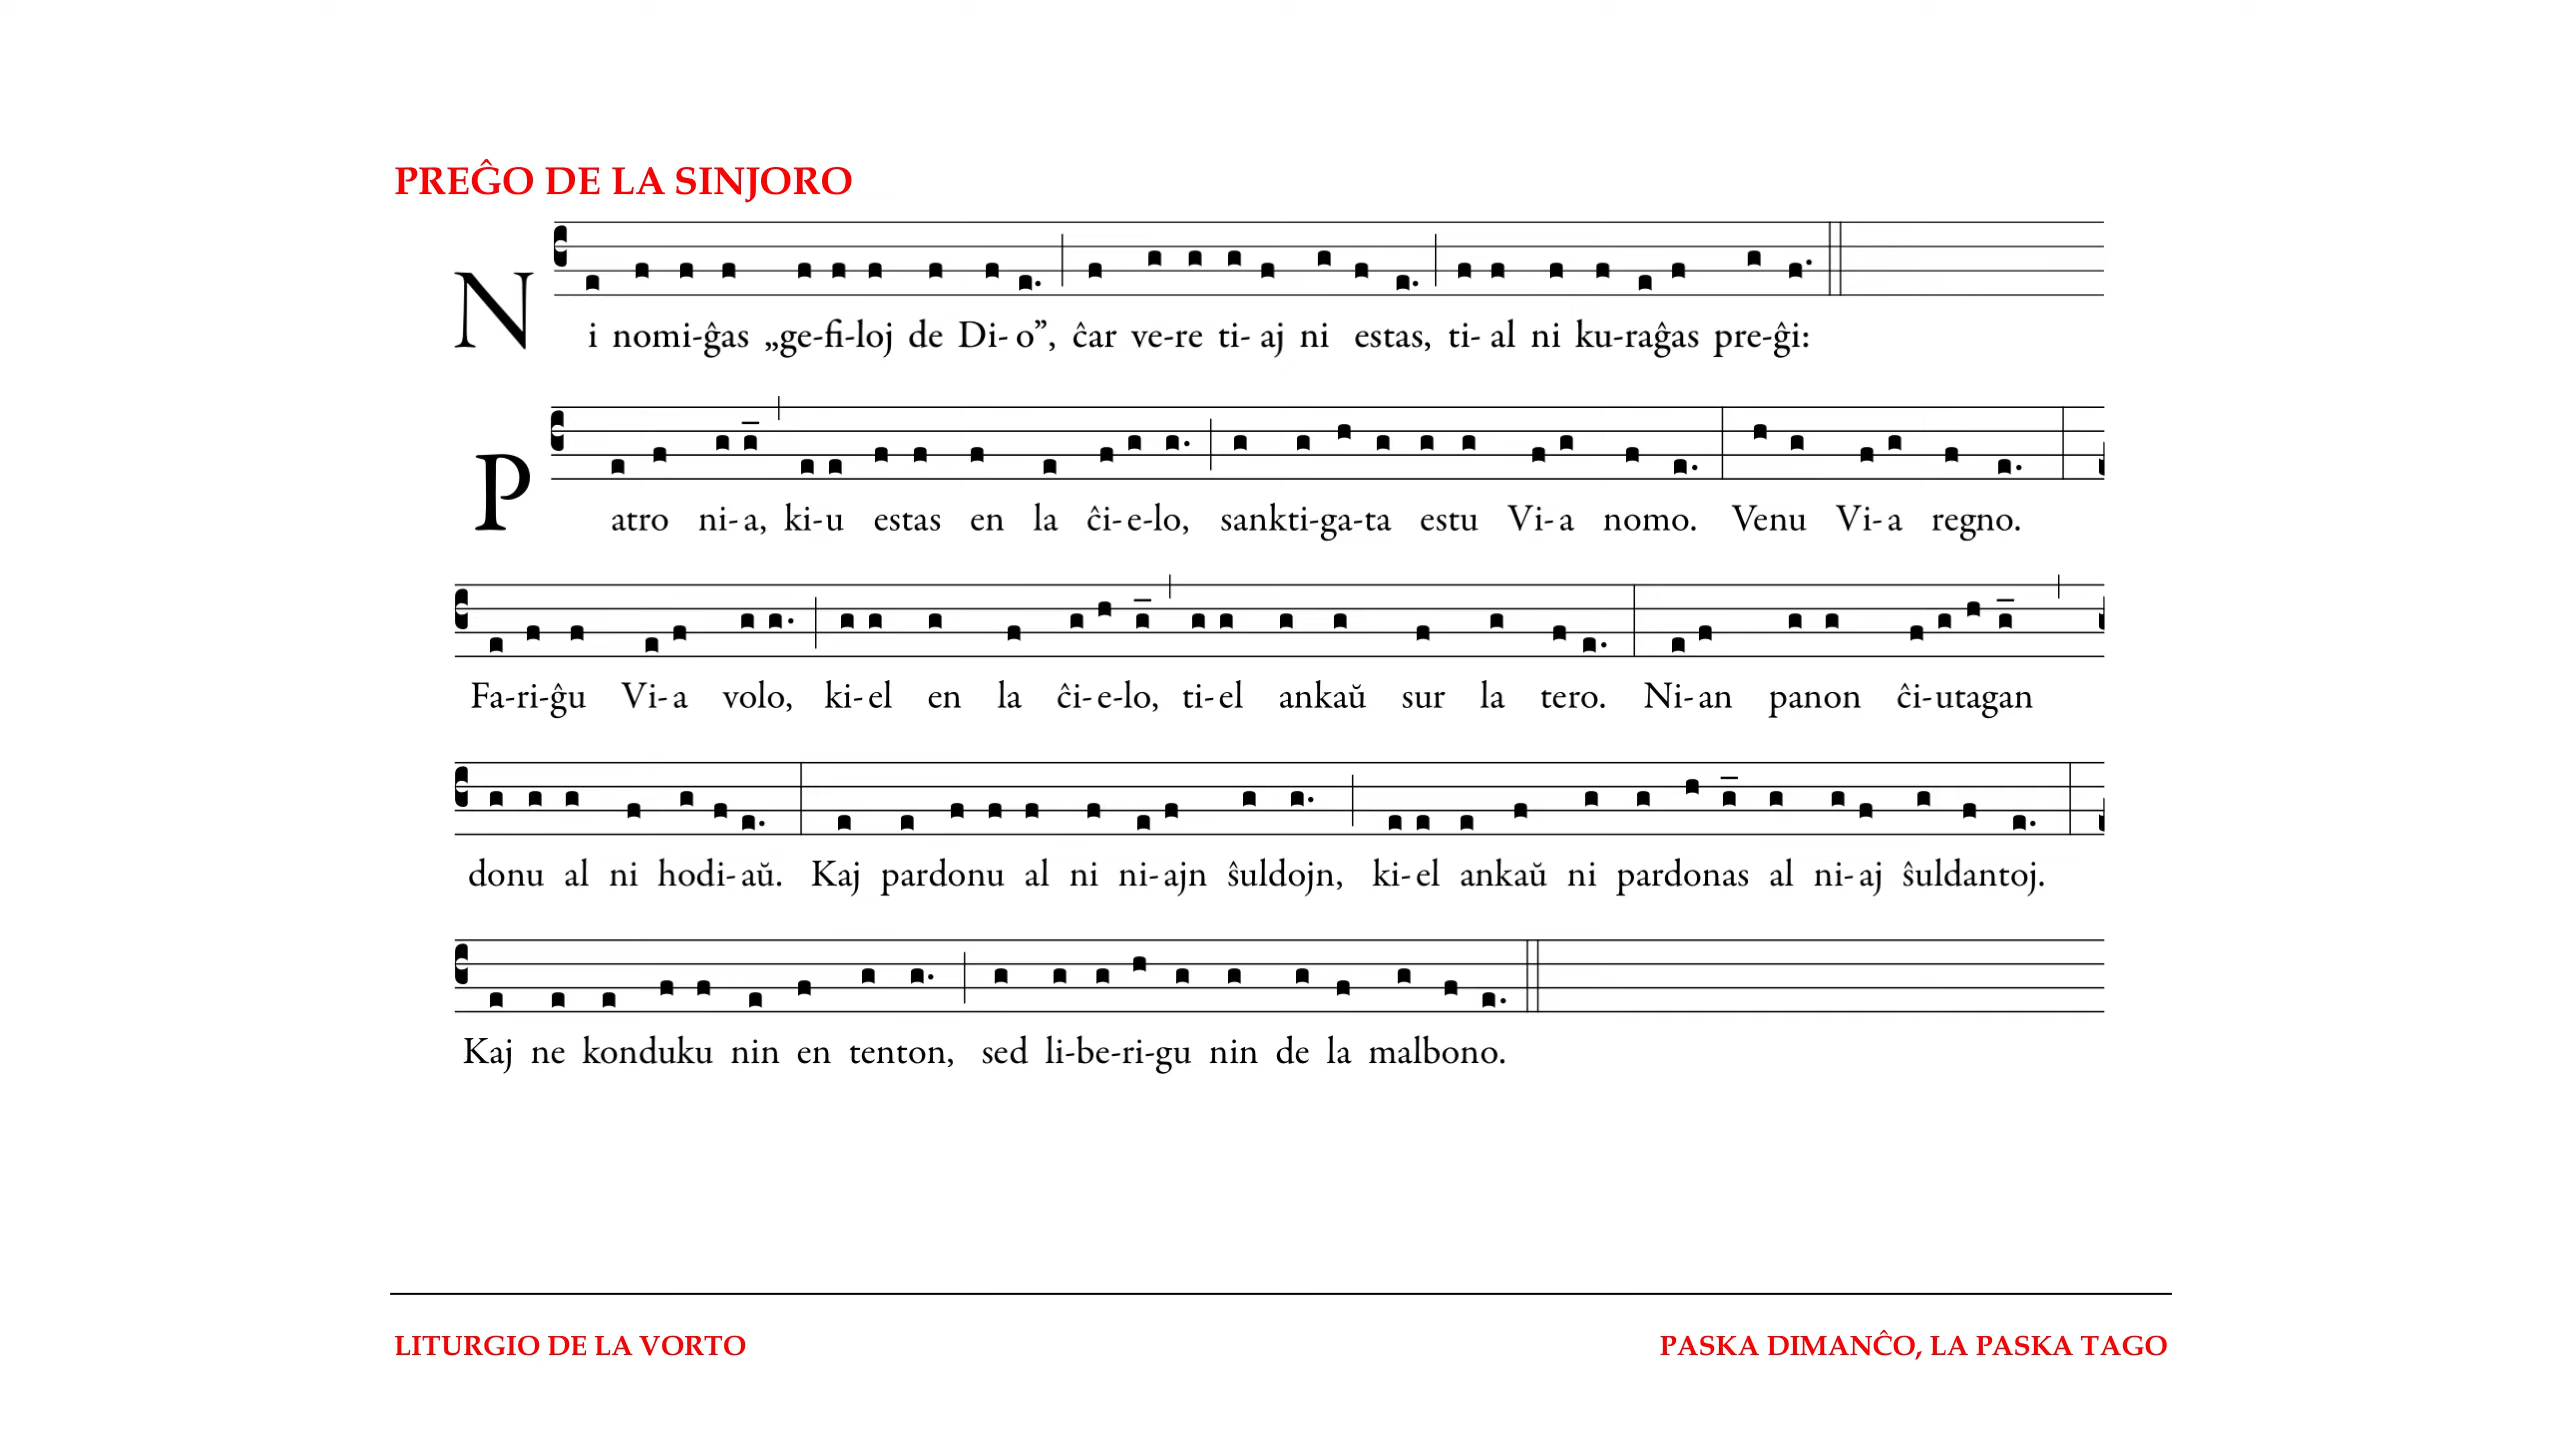 PREĜO DE LA SINJORO
Ni nomi-ĝas „ge-fi-loj de Di-o”, ĉar ve-re ti-aj ni estas, ti-al ni ku-raĝas pre-ĝi:
Patro ni-a, ki-u estas en la ĉi-e-lo, sankti-ga-ta estu Vi-a nomo. Venu Vi-a regno.
Fa-ri-ĝu Vi-a volo, ki-el en la ĉi-e-lo, ti-el ankaŭ sur la tero. Ni-an panon ĉi-utagan
donu al ni hodi-aŭ. Kaj pardonu al ni ni-ajn ŝuldojn, ki-el ankaŭ ni pardonas al ni-aj ŝuldantoj.
Kaj ne konduku nin en tenton, sed li-be-ri-gu nin de la malbono.
LITURGIO DE LA VORTO
PASKA DIMANĈO, LA PASKA TAGO